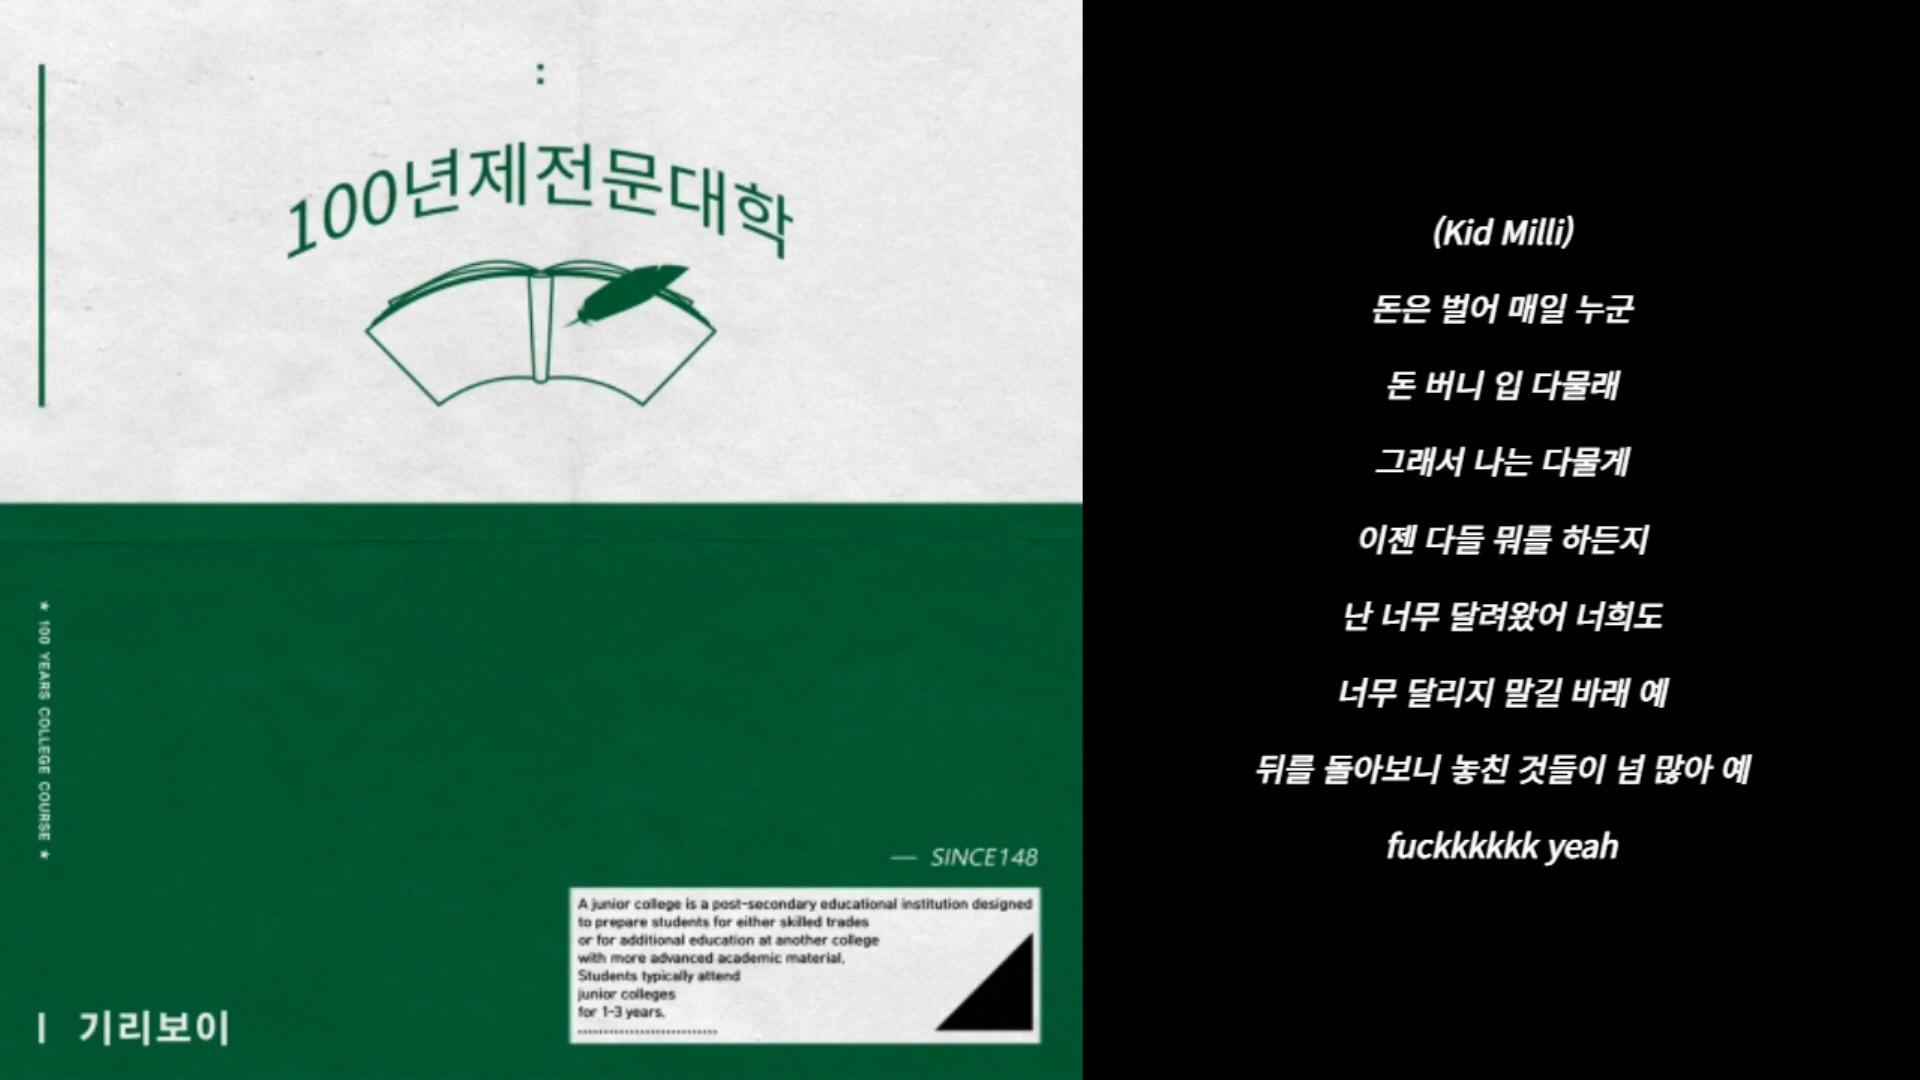 :
100년제전문대학
★ 100 YEARS COLLEGE COURSE ★
— SINCE148
A junior college is a post-secondary educational institution designed
to prepare students for either skilled trades
or for additional education at another college
with more advanced academic material.
Students typically attend
junior colleges
for 1-3 years.
| 기리보이
(Kid Milli)
돈은 벌어 매일 누군
돈 버니 입 다물래
그래서 나는 다물게
이젠 다들 뭐를 하든지
난 너무 달려왔어 너희도
너무 달리지 말길 바래 예
뒤를 돌아보니 놓친 것들이 넘 많아 예
fuckkkkkk yeah